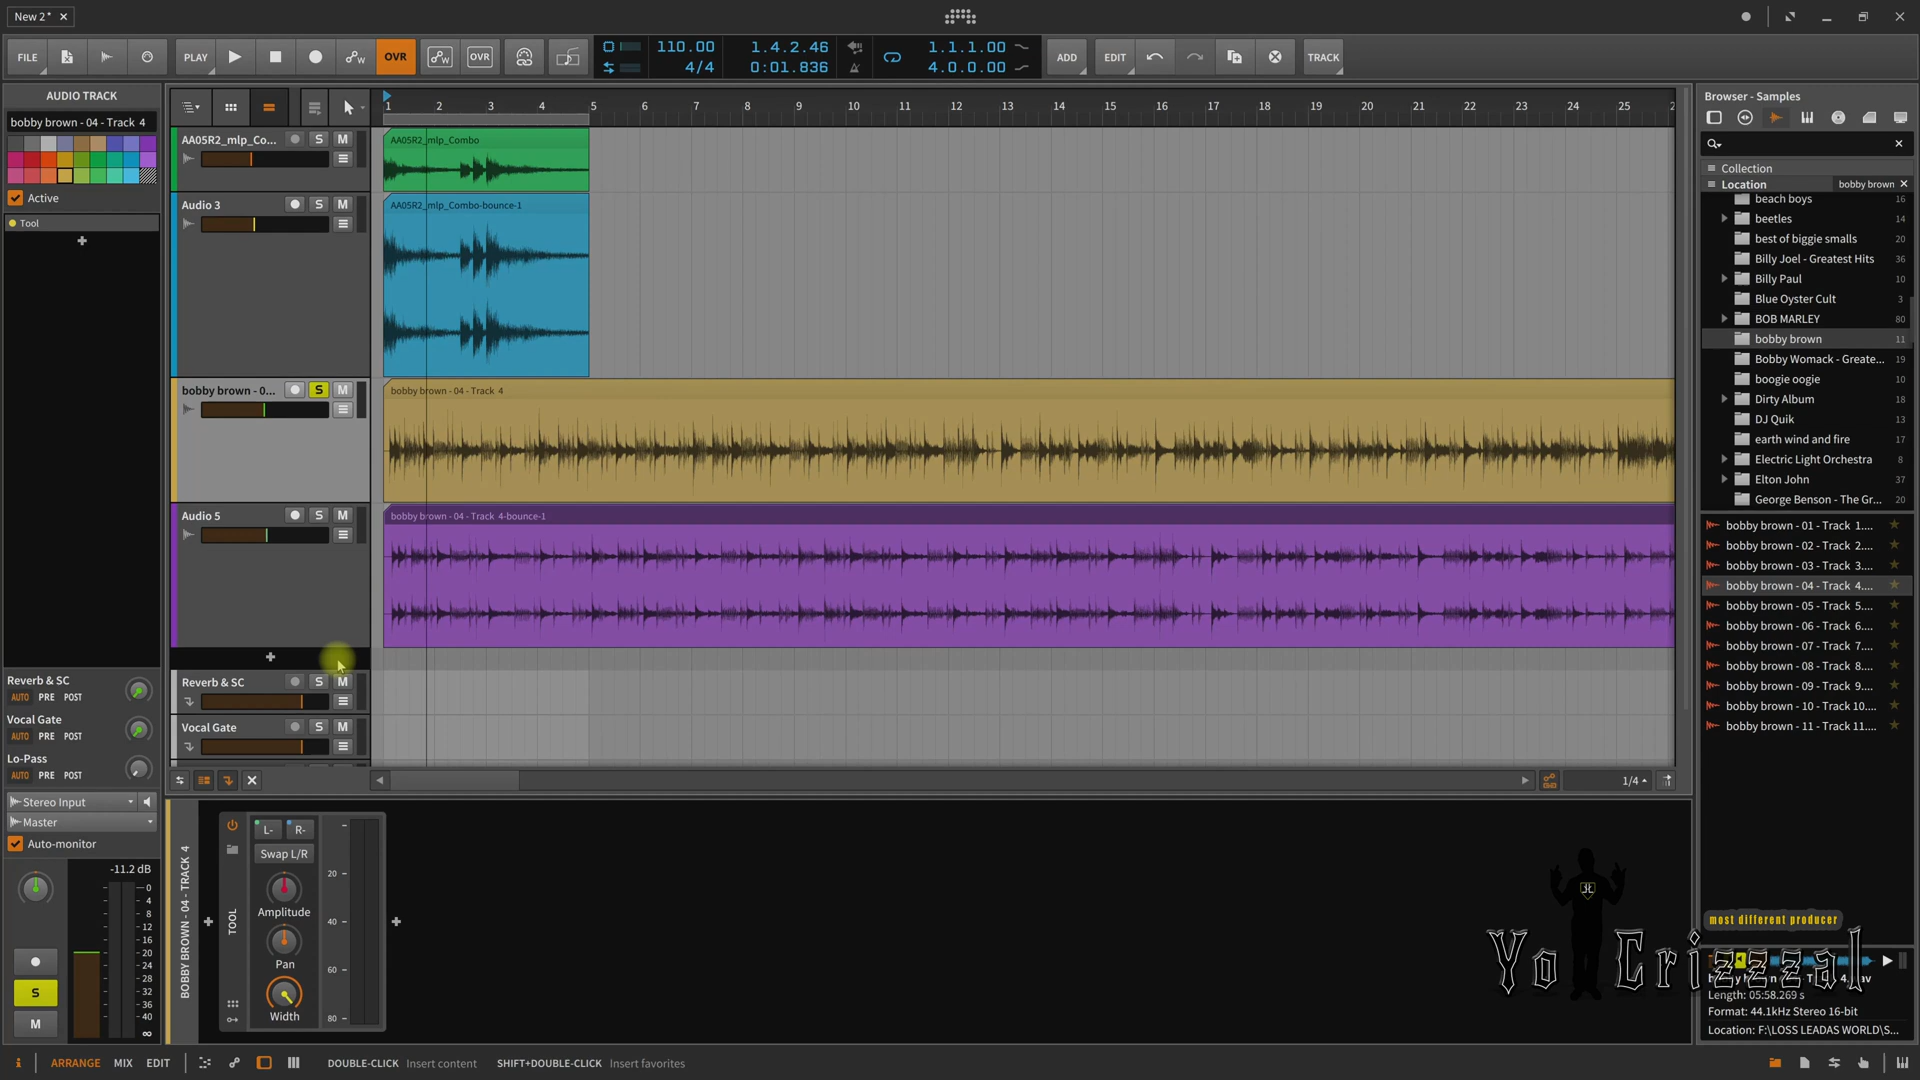 New 2*
FILE
PLAY
OVR
OVR
110.00
4/4
1.4.2.46
0:01.836
1.1.1.00
4.0.0.00
ADD
EDIT
TRACK
AUDIO TRACK
bobby brown - 04 - Track 4
Active
Tool
1 2 3 4 5 6 7 8 9 10 11 12 13 14 15 16 17 18 19 20 21 22 23 24 25
AA05R2_mlp_Co... S M
AA05R2_mlp_Combo
Audio 3 S M
AA05R2_mlp_Combo-bounce-1
bobby brown - 0... S M
bobby brown - 04 - Track 4
Audio 5 S M
bobby brown - 04 - Track 4-bounce-1
Reverb & SC S M
Vocal Gate S M
1/4
Reverb & SC
AUTO PRE POST
Vocal Gate
AUTO PRE POST
Lo-Pass
AUTO PRE POST
Stereo Input
Master
Auto-monitor
-11.2 dB
0
4
8
12
16
20
24
28
32
36
40
∞
S
M
BOBBY BROWN - 04 - TRACK 4
TOOL
L- R-
Swap L/R
Amplitude
Pan
Width
20
40
60
80
Browser - Samples
Collection
Location bobby brown
beach boys 16
beetles 14
best of biggie smalls 20
Billy Joel - Greatest Hits 36
Billy Paul 10
Blue Oyster Cult 3
BOB MARLEY 80
bobby brown 11
Bobby Womack - Greate... 19
boogie oogie 10
Dirty Album 18
DJ Quik 13
earth wind and fire 17
Electric Light Orchestra 8
Elton John 37
George Benson - The Gr... 20
bobby brown - 01 - Track 1....
bobby brown - 02 - Track 2....
bobby brown - 03 - Track 3....
bobby brown - 04 - Track 4....
bobby brown - 05 - Track 5....
bobby brown - 06 - Track 6....
bobby brown - 07 - Track 7....
bobby brown - 08 - Track 8....
bobby brown - 09 - Track 9....
bobby brown - 10 - Track 10....
bobby brown - 11 - Track 11....
most different producer
Yo Crizzzal
Length: 05:58.269 s
Format: 44.1kHz Stereo 16-bit
Location: F:\LOSS LEADAS WORLD\S...
i ARRANGE MIX EDIT
DOUBLE-CLICK Insert content SHIFT+DOUBLE-CLICK Insert favorites